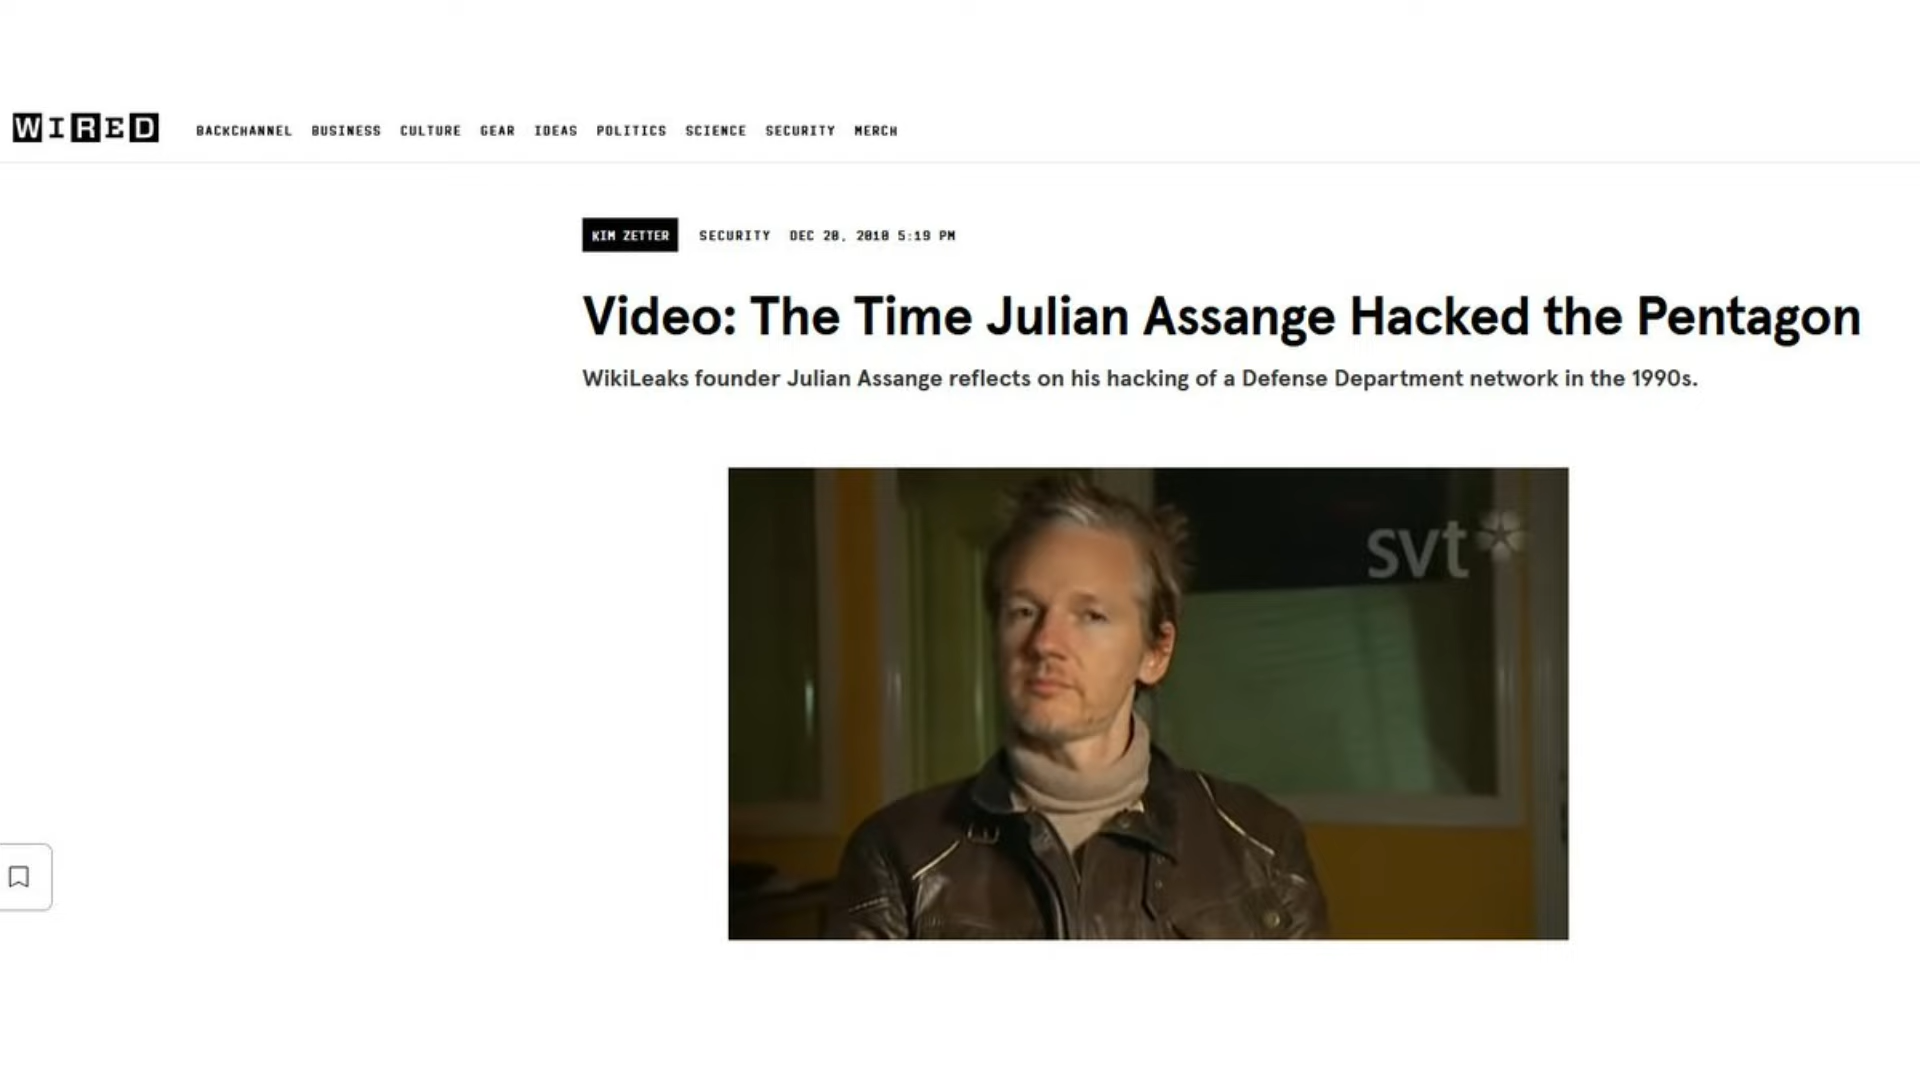 WIRED
BACKCHANNEL BUSINESS CULTURE GEAR IDEAS POLITICS SCIENCE SECURITY MERCH
KIM ZETTER SECURITY DEC 20, 2010 5:19 PM
Video: The Time Julian Assange Hacked the Pentagon
WikiLeaks founder Julian Assange reflects on his hacking of a Defense Department network in the 1990s.
svt